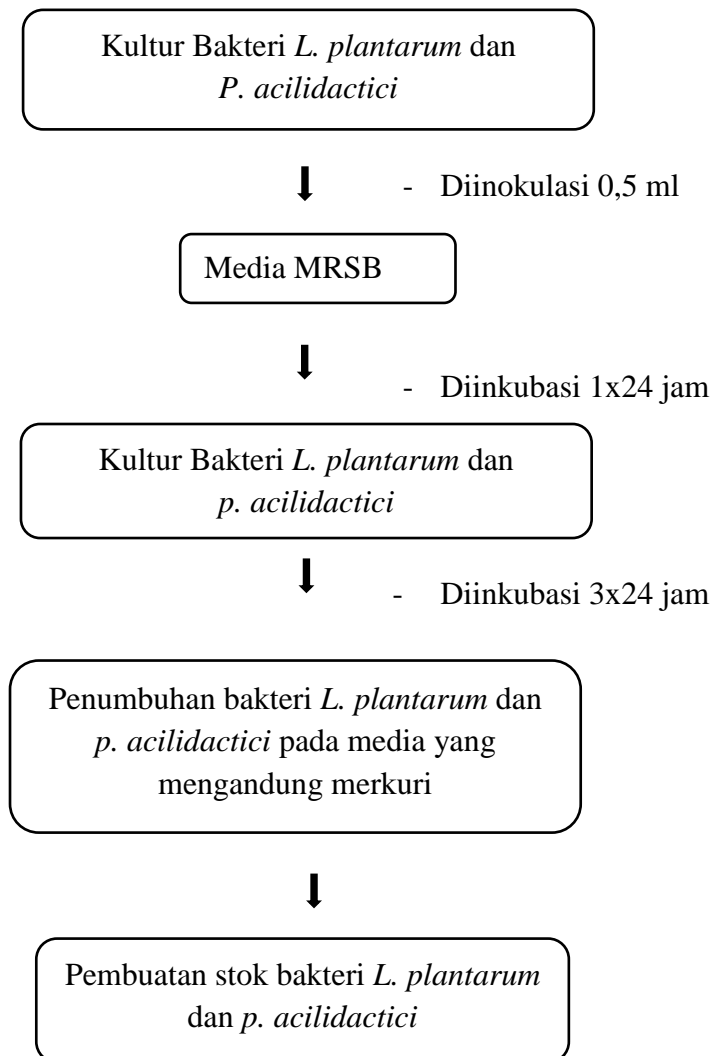 Kultur Bakteri L. plantarum dan
P. acilidactici
- Diinokulasi 0,5 ml
Media MRSB
- Diinkubasi 1x24 jam
Kultur Bakteri L. plantarum dan
p. acilidactici
- Diinkubasi 3x24 jam
Penumbuhan bakteri L. plantarum dan
p. acilidactici pada media yang
mengandung merkuri
Pembuatan stok bakteri L. plantarum
dan p. acilidactici